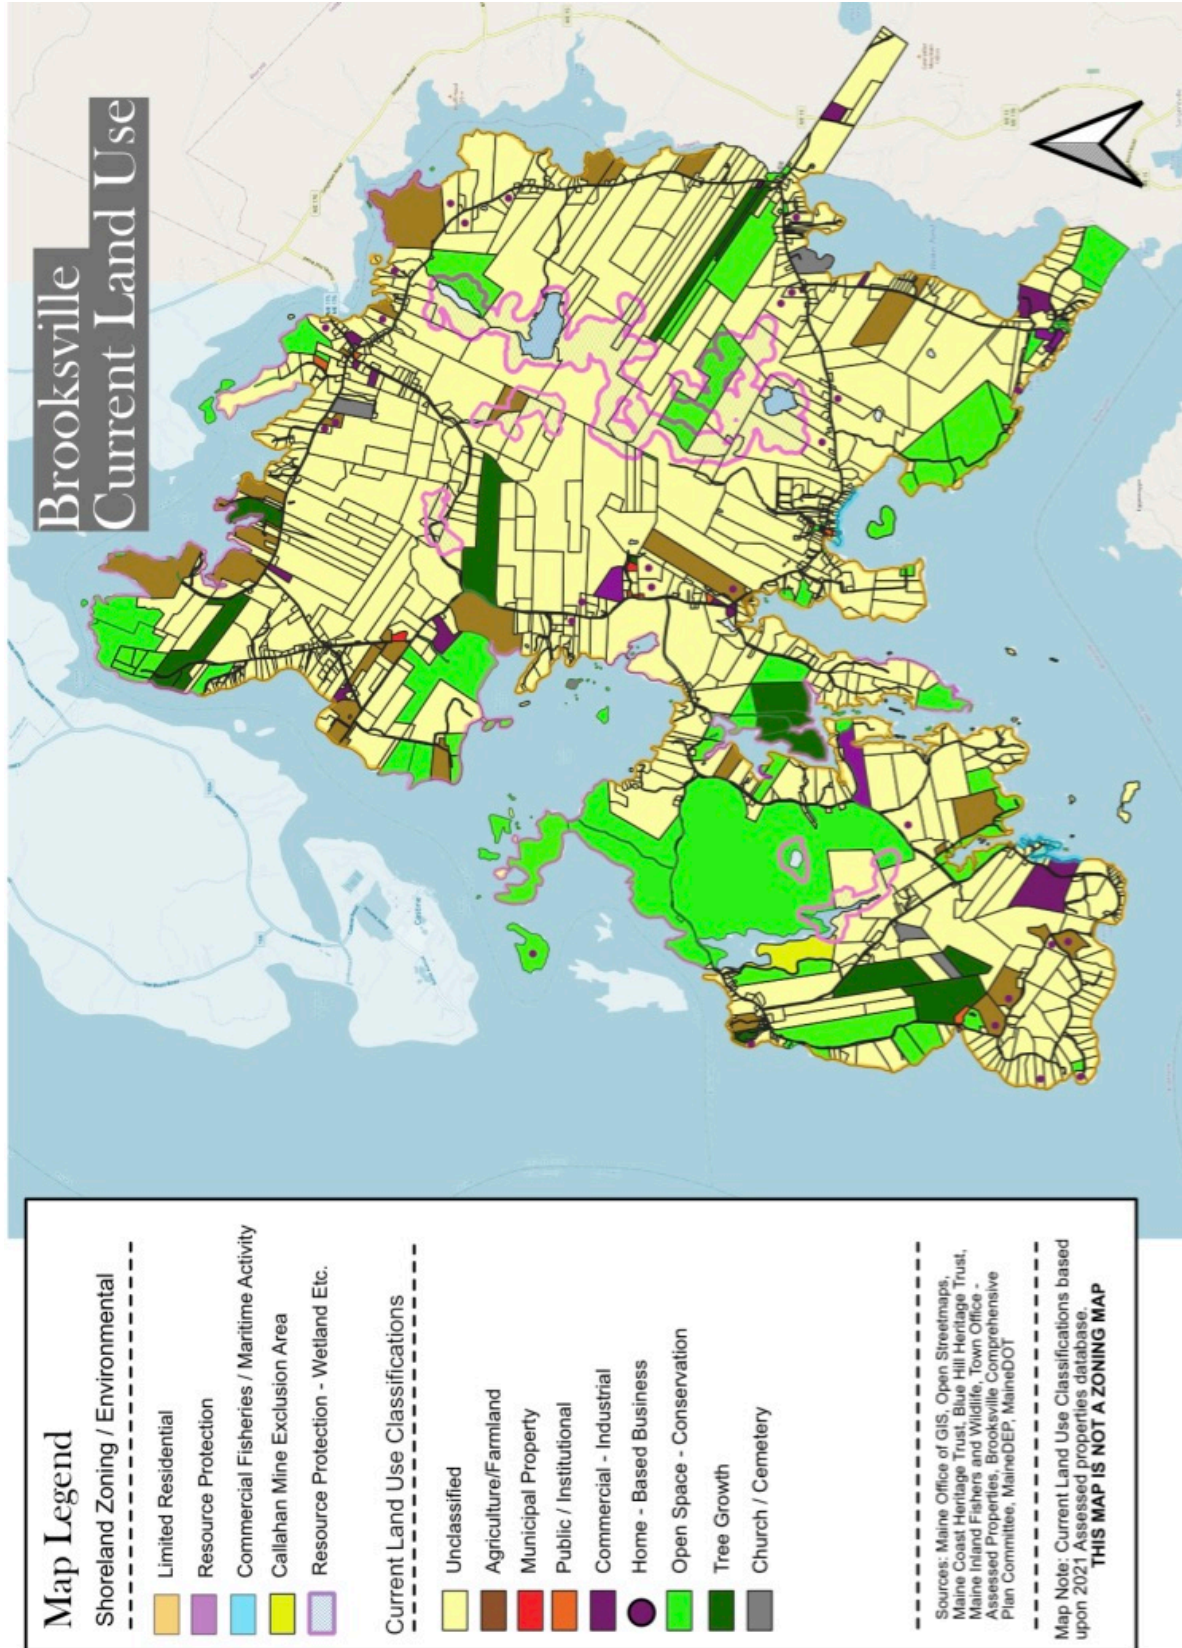 Brooksville
Current Land Use
Map Legend
Shoreland Zoning / Environmental
Limited Residential
Resource Protection
Commercial Fisheries / Maritime Activity
Callahan Mine Exclusion Area
Resource Protection - Wetland Etc.
Current Land Use Classifications
Unclassified
Agriculture/Farmland
Municipal Property
Public / Institutional
Commercial - Industrial
Home - Based Business
Open Space - Conservation
Tree Growth
Church / Cemetery
Sources: Maine Office of GIS, Open Streetmaps,
Maine Coast Heritage Trust, Blue Hill Heritage Trust,
Maine Inland Fishers and Wildlife, Town Office -
Assessed Properties, Brooksville Comprehensive
Plan Committee, MaineDEP, MaineDOT
Map Note: Current Land Use Classifications based
upon 2021 Assessed properties database.
THIS MAP IS NOT A ZONING MAP
Castine